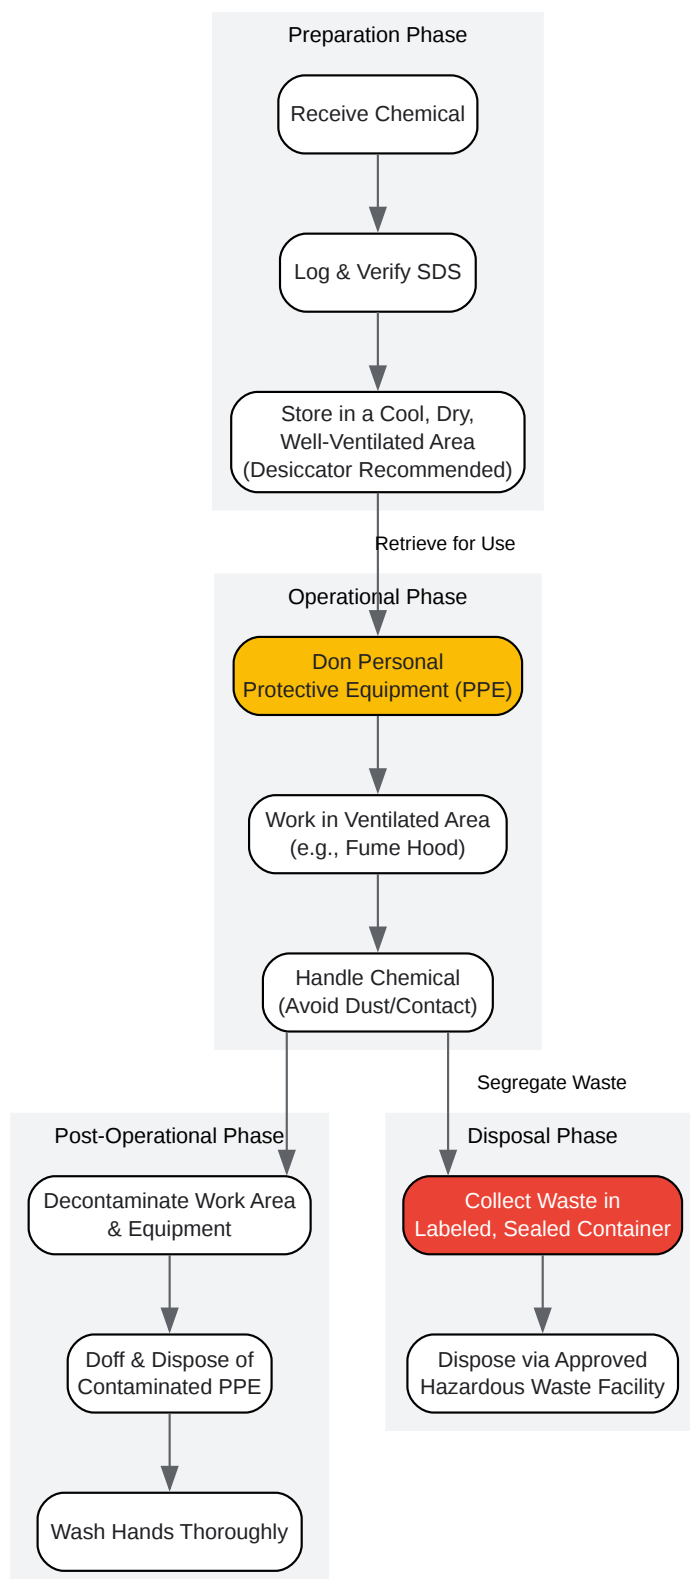 Preparation Phase
Receive Chemical
Log & Verify SDS
Store in a Cool, Dry,
Well-Ventilated Area
(Desiccator Recommended)
Retrieve for Use
Operational Phase
Don Personal
Protective Equipment (PPE)
Work in Ventilated Area
(e.g., Fume Hood)
Handle Chemical
(Avoid Dust/Contact)
Segregate Waste
Post-Operational Phase
Decontaminate Work Area
& Equipment
Doff & Dispose of
Contaminated PPE
Wash Hands Thoroughly
Disposal Phase
Collect Waste in
Labeled, Sealed Container
Dispose via Approved
Hazardous Waste Facility